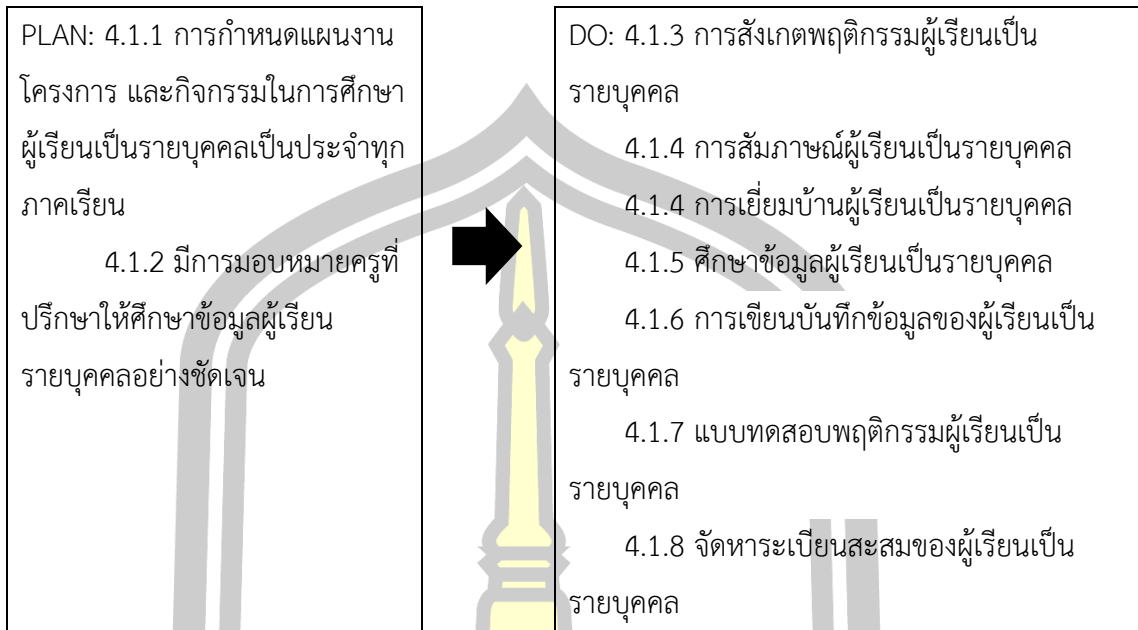 PLAN: 4.1.1 การกำหนดแผนงาน
โครงการ และกิจกรรมในการศึกษา
ผู้เรียนเป็นรายบุคคลเป็นประจำทุก
ภาคเรียน
4.1.2 มีการมอบหมายครูที่
ปรึกษาให้ศึกษาข้อมูลผู้เรียน
รายบุคคลอย่างชัดเจน
DO: 4.1.3 การสังเกตพฤติกรรมผู้เรียนเป็น
รายบุคคล
4.1.4 การสัมภาษณ์ผู้เรียนเป็นรายบุคคล
4.1.4 การเยี่ยมบ้านผู้เรียนเป็นรายบุคคล
4.1.5 ศึกษาข้อมูลผู้เรียนเป็นรายบุคคล
4.1.6 การเขียนบันทึกข้อมูลของผู้เรียนเป็น
รายบุคคล
4.1.7 แบบทดสอบพฤติกรรมผู้เรียนเป็น
รายบุคคล
4.1.8 จัดหาระเบียนสะสมของผู้เรียนเป็น
รายบุคคล